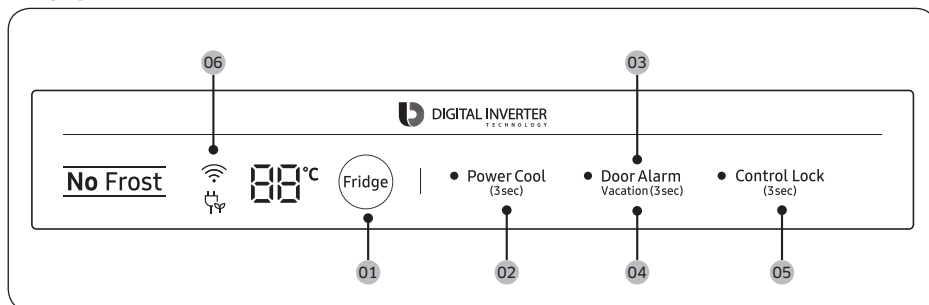 06
03
DIGITAL INVERTER
TECHNOLOGY
No Frost
88°C
Fridge
Power Cool
(3sec)
Door Alarm
Vacation(3sec)
Control Lock
(3sec)
01
02
04
05